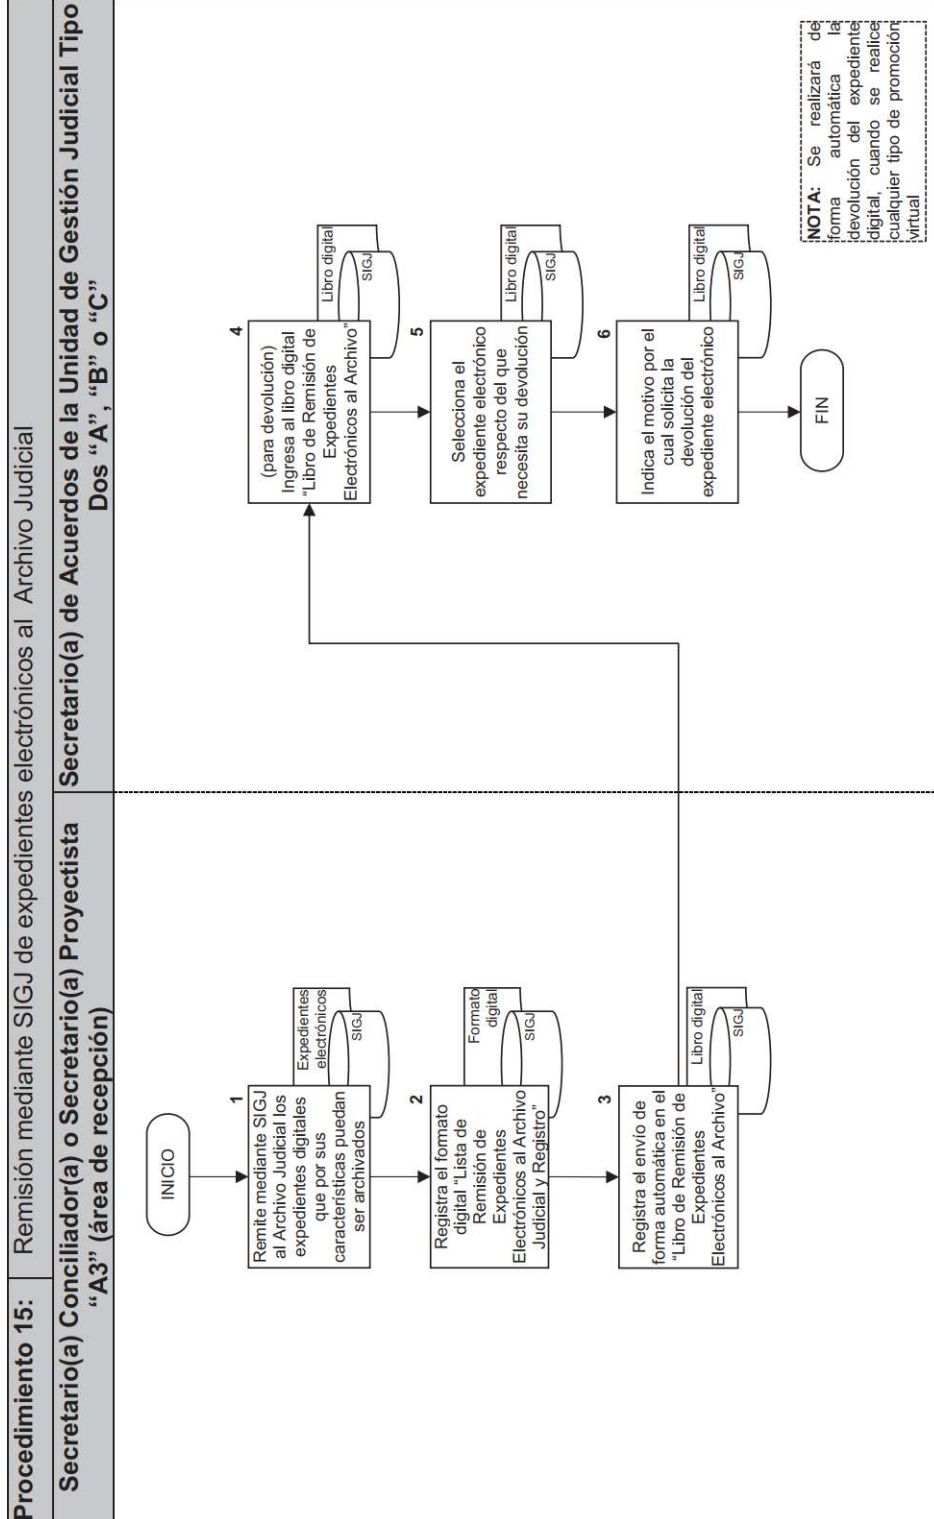 Procedimiento 15:
Remisión mediante SIGJ de expedientes electrónicos al Archivo Judicial
Secretario(a) Conciliador(a) o Secretario(a) Proyectista
“A3” (área de recepción)
Secretario(a) de Acuerdos de la Unidad de Gestión Judicial Tipo
Dos “A”, “B” o “C”
INICIO
1
Remite mediante SIGJ
al Archivo Judicial los
expedientes digitales
que por sus
características puedan
ser archivados
Expedientes
electrónicos
SIGJ
2
Registra el formato
digital “Lista de
Remisión de
Expedientes
Electrónicos al Archivo
Judicial y Registro”
Formato
digital
SIGJ
3
Registra el envío de
forma automática en el
“Libro de Remisión de
Expedientes
Electrónicos al Archivo”
Libro digital
SIGJ
4
(para devolución)
Ingresa al libro digital
“Libro de Remisión de
Expedientes
Electrónicos al Archivo”
Libro digital
SIGJ
5
Selecciona el
expediente electrónico
respecto del que
necesita su devolución
Libro digital
SIGJ
6
Indica el motivo por el
cual solicita la
devolución del
expediente electrónico
Libro digital
SIGJ
FIN
NOTA: Se realizará de
forma automática la
devolución del expediente
digital, cuando se realice
cualquier tipo de promoción
virtual